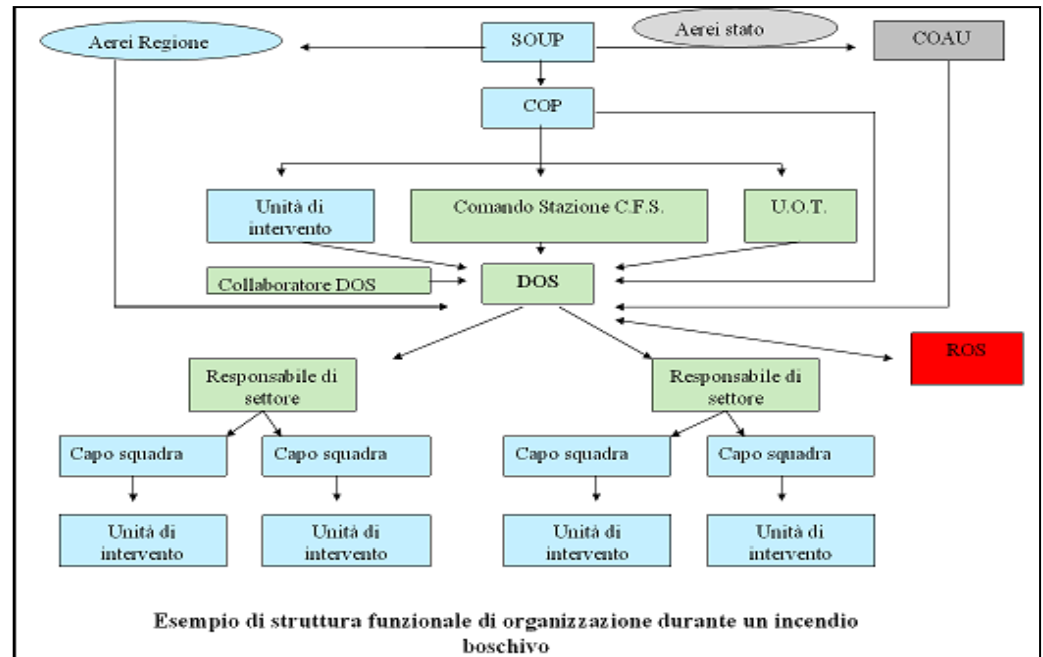 Aerei Regione
SOUP
Aerei stato
COAU
COP
Unità di
intervento
Comando Stazione C.F.S.
U.O.T.
Collaboratore DOS
DOS
ROS
Responsabile di
settore
Responsabile di
settore
Capo squadra
Capo squadra
Capo squadra
Capo squadra
Unità di
intervento
Unità di
intervento
Unità di
intervento
Unità di
intervento
Esempio di struttura funzionale di organizzazione durante un incendio
boschivo